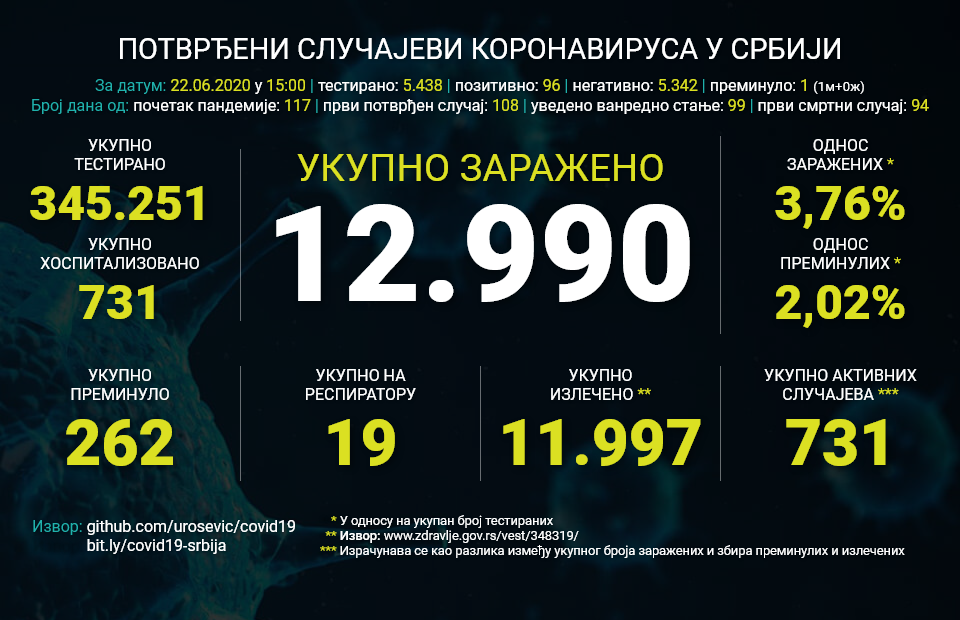 ПОТВРЂЕНИ СЛУЧАЈЕВИ КОРОНАВИРУСА У СРБИЈИ
За датум: 22.06.2020 у 15:00 | тестирано: 5.438 | позитивно: 96 | негативно: 5.342 | преминуло: 1 (1м+0ж)
Број дана од: почетак пандемије: 117 | први потврђен случај: 108 | уведено ванредно стање: 99 | први смртни случај: 94
УКУПНО
ТЕСТИРАНО
345.251
УКУПНО
ХОСПИТАЛИЗОВАНО
731
УКУПНО ЗАРАЖЕНО
12.990
ОДНОС
ЗАРАЖЕНИХ *
3,76%
ОДНОС
ПРЕМИНУЛИХ *
2,02%
УКУПНО
ПРЕМИНУЛО
262
УКУПНО НА
РЕСПИРАТОРУ
19
УКУПНО
ИЗЛЕЧЕНО **
11.997
УКУПНО АКТИВНИХ
СЛУЧАЈЕВА ***
731
Извор: github.com/urosevic/covid19
bit.ly/covid19-srbija
* У односу на укупан број тестираних
** Извор: www.zdravlje.gov.rs/vest/348319/
*** Израчунава се као разлика између укупног броја заражених и збира преминулих и излечених